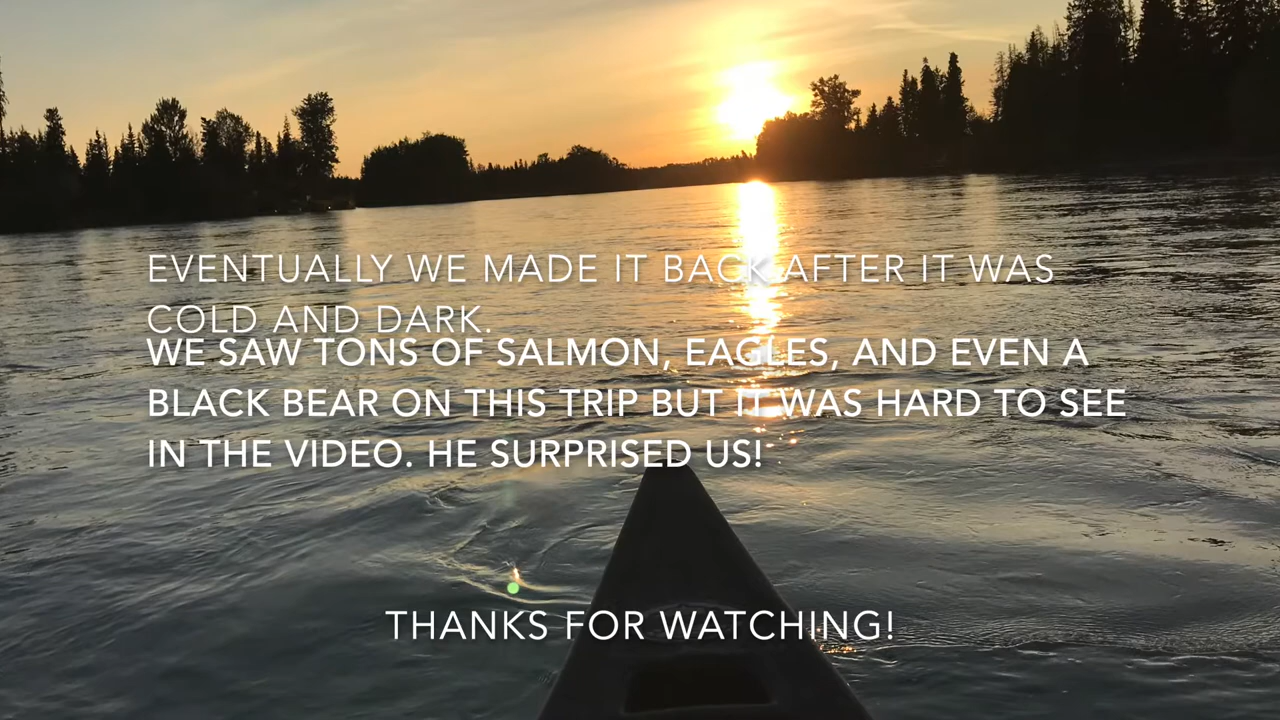 EVENTUALLY WE MADE IT BACK AFTER IT WAS
COLD AND DARK.
WE SAW TONS OF SALMON, EAGLES, AND EVEN A
BLACK BEAR ON THIS TRIP BUT IT WAS HARD TO SEE
IN THE VIDEO. HE SURPRISED US!
THANKS FOR WATCHING!